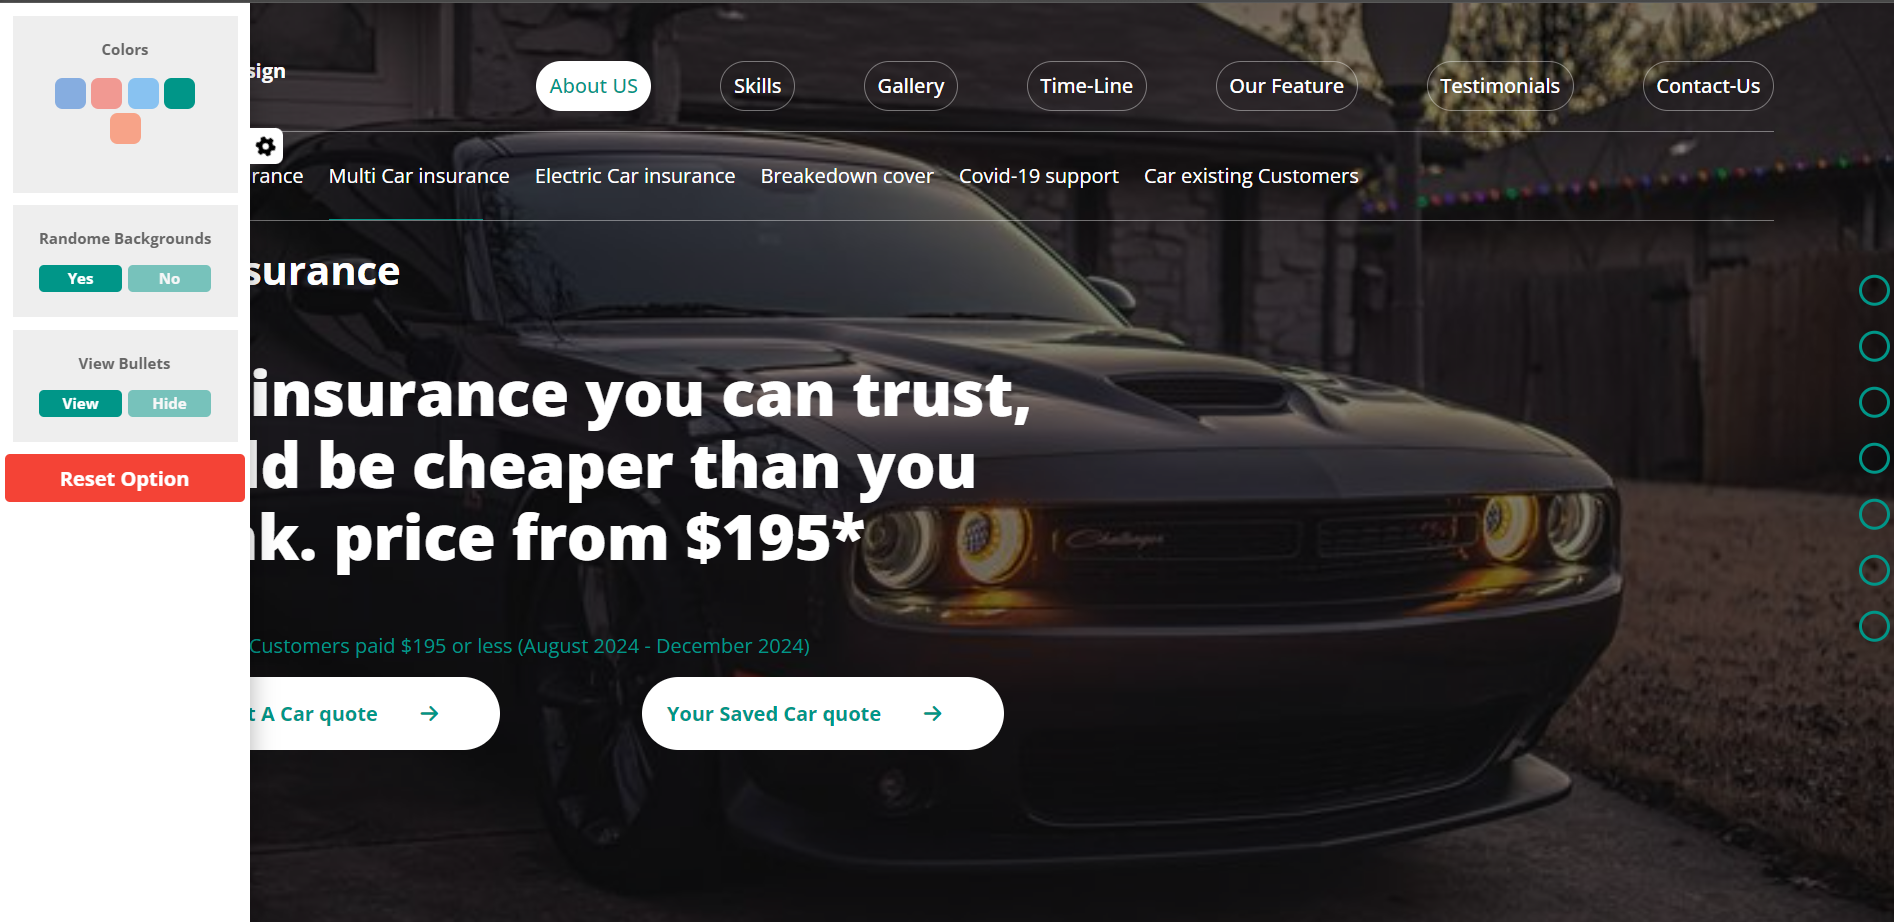 Colors
Randome Backgrounds
Yes No
View Bullets
View Hide
Reset Option
sign
About US Skills Gallery Time-Line Our Feature Testimonials Contact-Us
rance Multi Car insurance Electric Car insurance Breakedown cover Covid-19 support Car existing Customers
surance
insurance you can trust,
ld be cheaper than you
nk. price from $195*
Customers paid $195 or less (August 2024 - December 2024)
t A Car quote Your Saved Car quote
Challenger